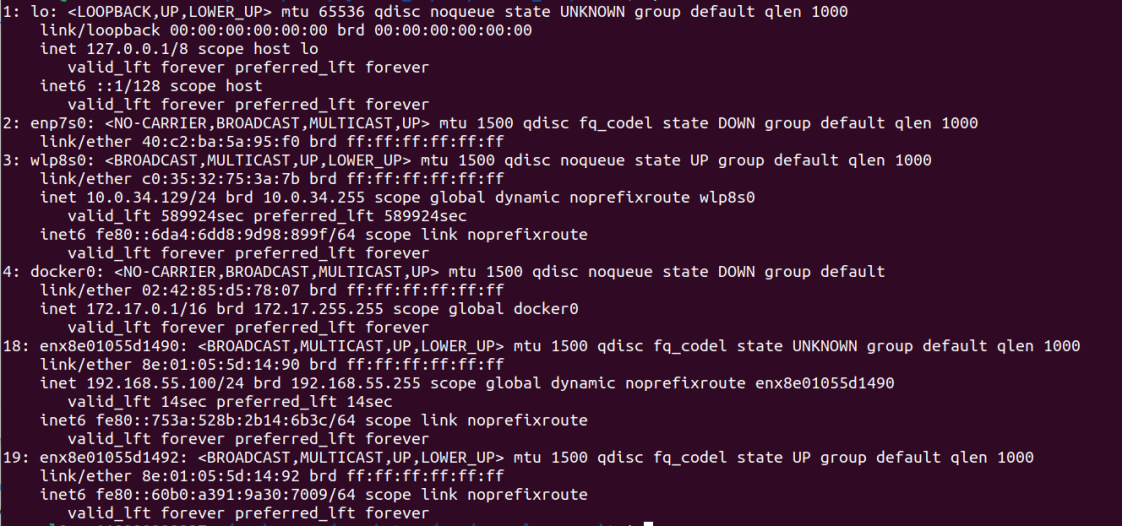 1: lo: <LOOPBACK,UP,LOWER_UP> mtu 65536 qdisc noqueue state UNKNOWN group default qlen 1000
    link/loopback 00:00:00:00:00:00 brd 00:00:00:00:00:00
    inet 127.0.0.1/8 scope host lo
       valid_lft forever preferred_lft forever
    inet6 ::1/128 scope host
       valid_lft forever preferred_lft forever
2: enp7s0: <NO-CARRIER,BROADCAST,MULTICAST,UP> mtu 1500 qdisc fq_codel state DOWN group default qlen 1000
    link/ether 40:c2:ba:5a:95:f0 brd ff:ff:ff:ff:ff:ff
3: wlp8s0: <BROADCAST,MULTICAST,UP,LOWER_UP> mtu 1500 qdisc noqueue state UP group default qlen 1000
    link/ether c0:35:32:75:3a:7b brd ff:ff:ff:ff:ff:ff
    inet 10.0.34.129/24 brd 10.0.34.255 scope global dynamic noprefixroute wlp8s0
       valid_lft 589924sec preferred_lft 589924sec
    inet6 fe80::6da4:6dd8:9d98:899f/64 scope link noprefixroute
       valid_lft forever preferred_lft forever
4: docker0: <NO-CARRIER,BROADCAST,MULTICAST,UP> mtu 1500 qdisc noqueue state DOWN group default
    link/ether 02:42:85:d5:78:07 brd ff:ff:ff:ff:ff:ff
    inet 172.17.0.1/16 brd 172.17.255.255 scope global docker0
       valid_lft forever preferred_lft forever
18: enx8e01055d1490: <BROADCAST,MULTICAST,UP,LOWER_UP> mtu 1500 qdisc fq_codel state UNKNOWN group default qlen 1000
    link/ether 8e:01:05:5d:14:90 brd ff:ff:ff:ff:ff:ff
    inet 192.168.55.100/24 brd 192.168.55.255 scope global dynamic noprefixroute enx8e01055d1490
       valid_lft 14sec preferred_lft 14sec
    inet6 fe80::753a:528b:2b14:6b3c/64 scope link noprefixroute
       valid_lft forever preferred_lft forever
19: enx8e01055d1492: <BROADCAST,MULTICAST,UP,LOWER_UP> mtu 1500 qdisc fq_codel state UP group default qlen 1000
    link/ether 8e:01:05:5d:14:92 brd ff:ff:ff:ff:ff:ff
    inet6 fe80::60b0:a391:9a30:7009/64 scope link noprefixroute
       valid_lft forever preferred_lft forever